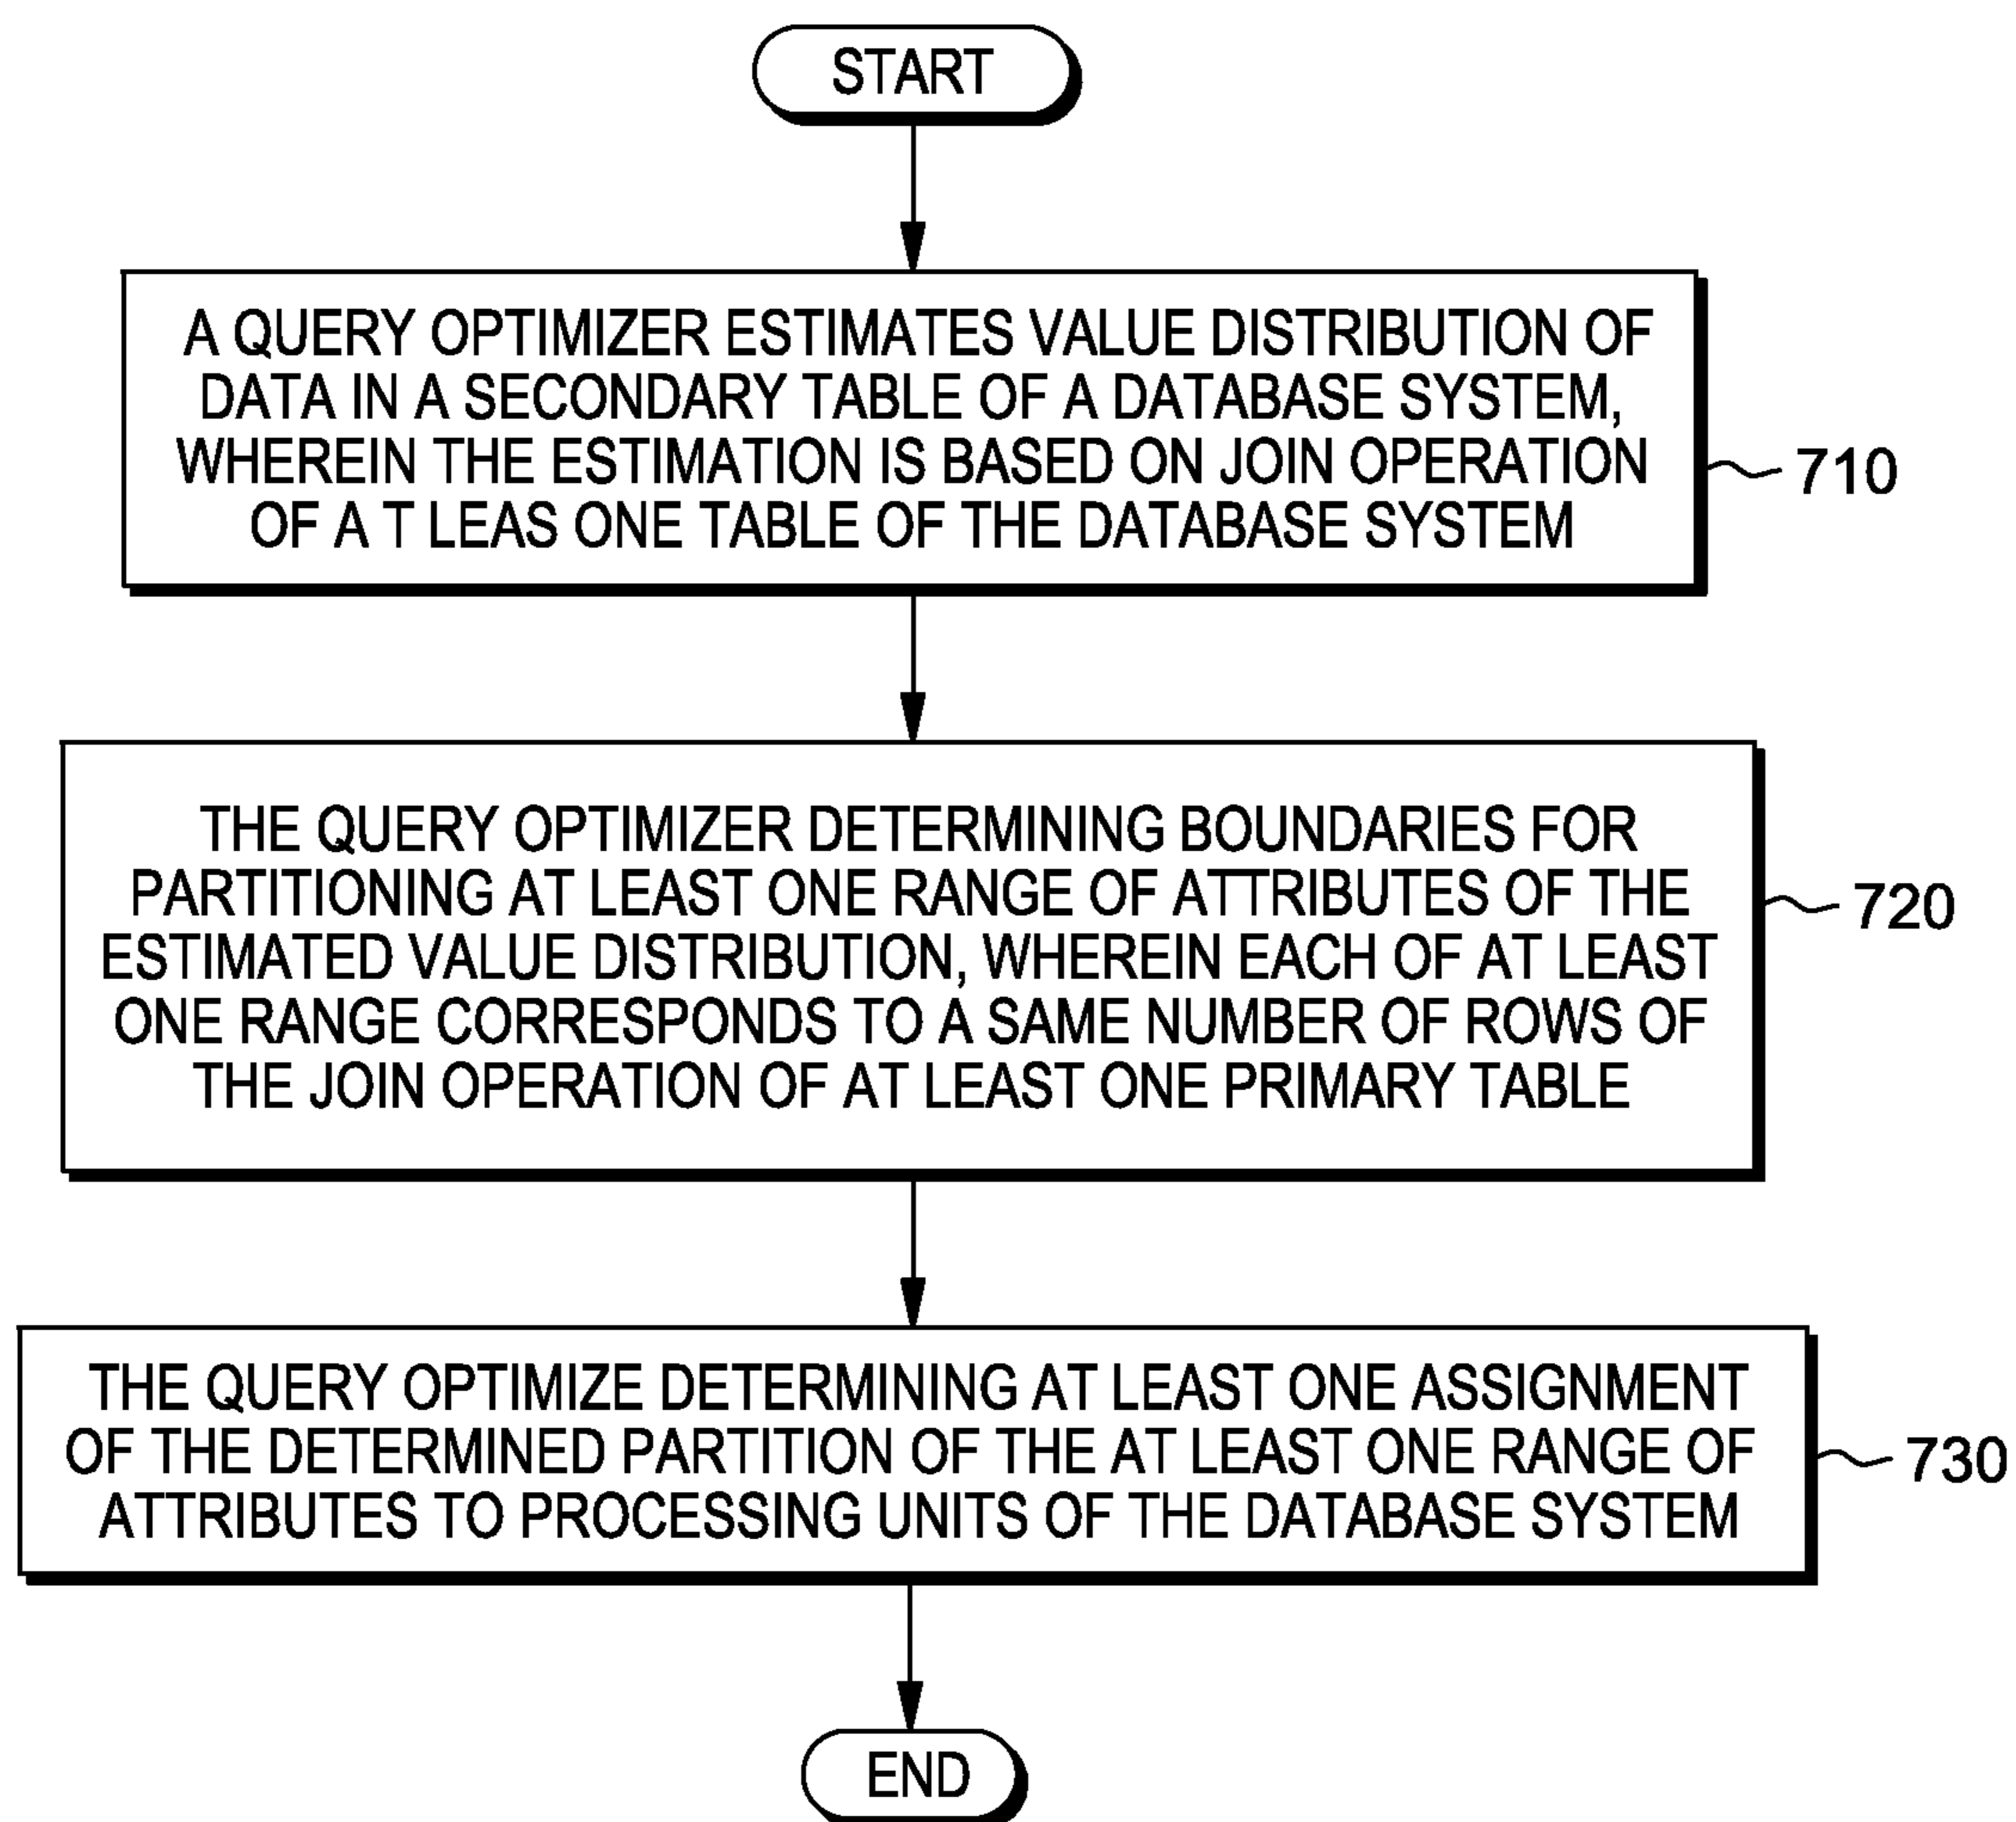 START
A QUERY OPTIMIZER ESTIMATES VALUE DISTRIBUTION OF
DATA IN A SECONDARY TABLE OF A DATABASE SYSTEM,
WHEREIN THE ESTIMATION IS BASED ON JOIN OPERATION
OF A T LEAS ONE TABLE OF THE DATABASE SYSTEM
710
THE QUERY OPTIMIZER DETERMINING BOUNDARIES FOR
PARTITIONING AT LEAST ONE RANGE OF ATTRIBUTES OF THE
ESTIMATED VALUE DISTRIBUTION, WHEREIN EACH OF AT LEAST
ONE RANGE CORRESPONDS TO A SAME NUMBER OF ROWS OF
THE JOIN OPERATION OF AT LEAST ONE PRIMARY TABLE
720
THE QUERY OPTIMIZE DETERMINING AT LEAST ONE ASSIGNMENT
OF THE DETERMINED PARTITION OF THE AT LEAST ONE RANGE OF
ATTRIBUTES TO PROCESSING UNITS OF THE DATABASE SYSTEM
730
END